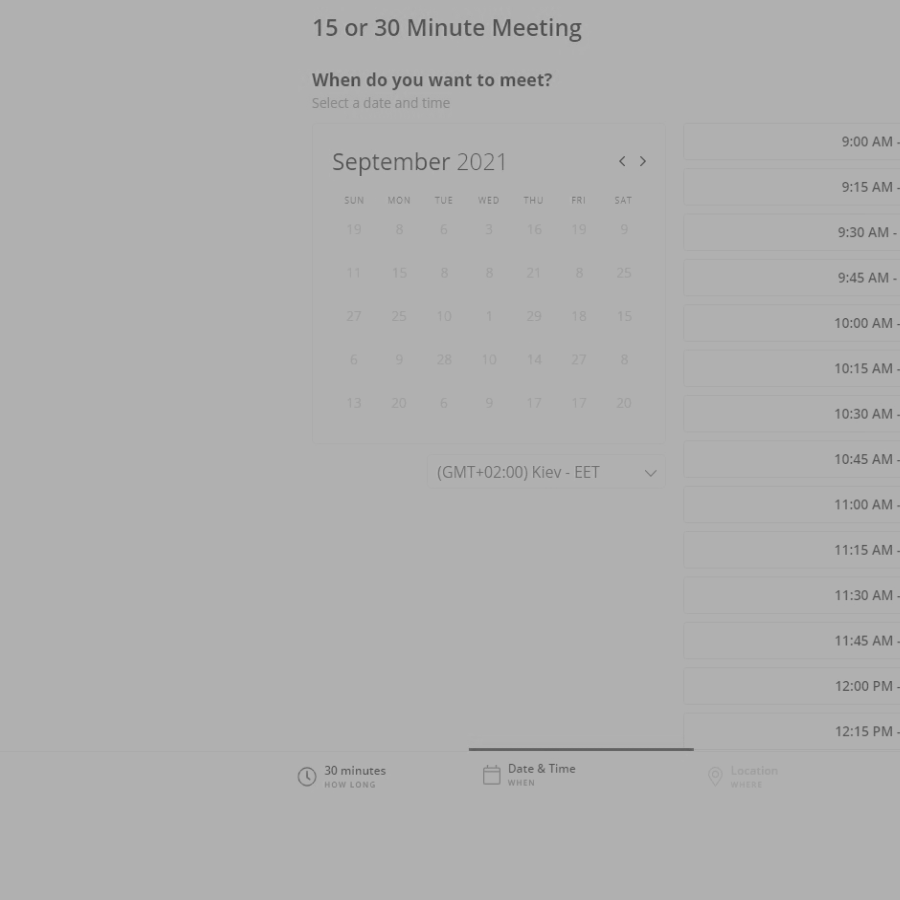 15 or 30 Minute Meeting
When do you want to meet?
Select a date and time
September 2021
SUN MON TUE WED THU FRI SAT
19 8 6 3 16 19 9
11 15 8 8 21 8 25
27 25 10 1 29 18 15
6 9 28 10 14 27 8
13 20 6 9 17 17 20
(GMT+02:00) Kiev - EET
9:00 AM -
9:15 AM -
9:30 AM -
9:45 AM -
10:00 AM -
10:15 AM -
10:30 AM -
10:45 AM -
11:00 AM -
11:15 AM -
11:30 AM -
11:45 AM -
12:00 PM -
12:15 PM -
30 minutes
HOW LONG
Date & Time
WHEN
Location
WHERE